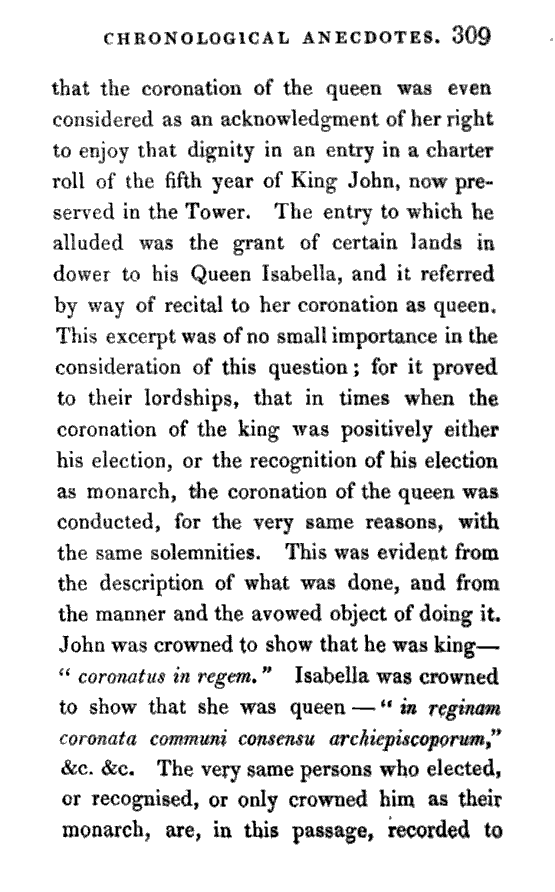 CHRONOLOGICAL ANECDOTES. 309
that the coronation of the queen was even
considered as an acknowledgment of her right
to enjoy that dignity in an entry in a charter
roll of the fifth year of King John, now pre-
served in the Tower. The entry to which he
alluded was the grant of certain lands in
dower to his Queen Isabella, and it referred
by way of recital to her coronation as queen.
This excerpt was of no small importance in the
consideration of this question; for it proved
to their lordships, that in times when the
coronation of the king was positively either
his election, or the recognition of his election
as monarch, the coronation of the queen was
conducted, for the very same reasons, with
the same solemnities. This was evident from
the description of what was done, and from
the manner and the avowed object of doing it.
John was crowned to show that he was king—
“ coronatus in regem.” Isabella was crowned
to show that she was queen — “ in reginam
coronata communi consensu archiepiscoporum,”
&c. &c. The very same persons who elected,
or recognised, or only crowned him as their
monarch, are, in this passage, recorded to